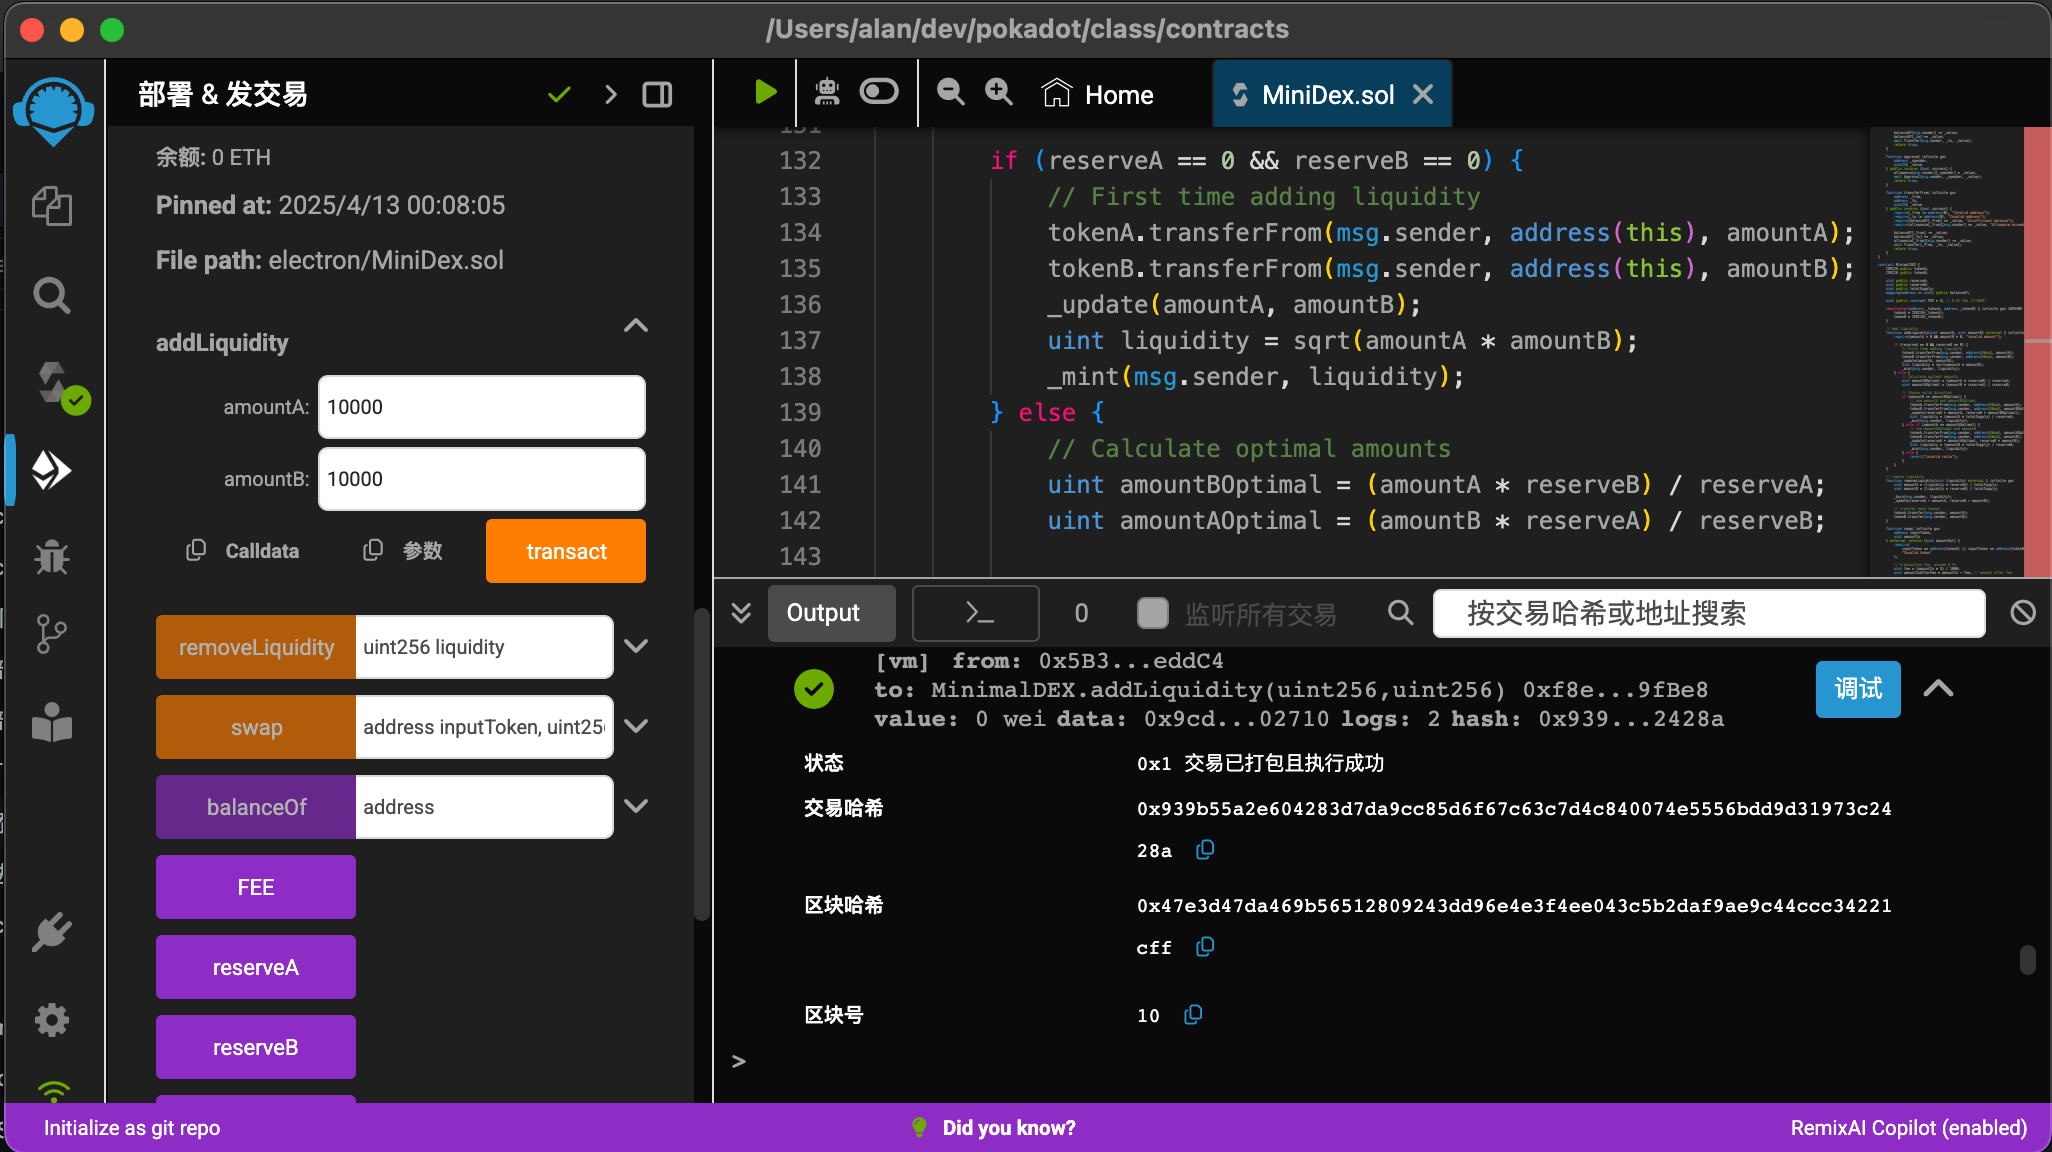 /Users/alan/dev/pokadot/class/contracts
部署 & 发交易
Home
MiniDex.sol
余额: 0 ETH
Pinned at: 2025/4/13 00:08:05
File path: electron/MiniDex.sol
addLiquidity
amountA: 10000
amountB: 10000
Calldata
参数
transact
removeLiquidity uint256 liquidity
swap address inputToken, uint25
balanceOf address
FEE
reserveA
reserveB
131
132 if (reserveA == 0 && reserveB == 0) {
133 // First time adding liquidity
134 tokenA.transferFrom(msg.sender, address(this), amountA);
135 tokenB.transferFrom(msg.sender, address(this), amountB);
136 _update(amountA, amountB);
137 uint liquidity = sqrt(amountA * amountB);
138 _mint(msg.sender, liquidity);
139 } else {
140 // Calculate optimal amounts
141 uint amountBOptimal = (amountA * reserveB) / reserveA;
142 uint amountAOptimal = (amountB * reserveA) / reserveB;
143
Output
>_
0
监听所有交易
按交易哈希或地址搜索
[vm] from: 0x5B3...eddC4
to: MinimalDEX.addLiquidity(uint256,uint256) 0xf8e...9fBe8
value: 0 wei data: 0x9cd...02710 logs: 2 hash: 0x939...2428a
调试
状态 0x1 交易已打包且执行成功
交易哈希 0x939b55a2e604283d7da9cc85d6f67c63c7d4c840074e5556bdd9d31973c24
28a
区块哈希 0x47e3d47da469b56512809243dd96e4e3f4ee043c5b2daf9ae9c44ccc34221
cff
区块号 10
>
Initialize as git repo
Did you know?
RemixAI Copilot (enabled)